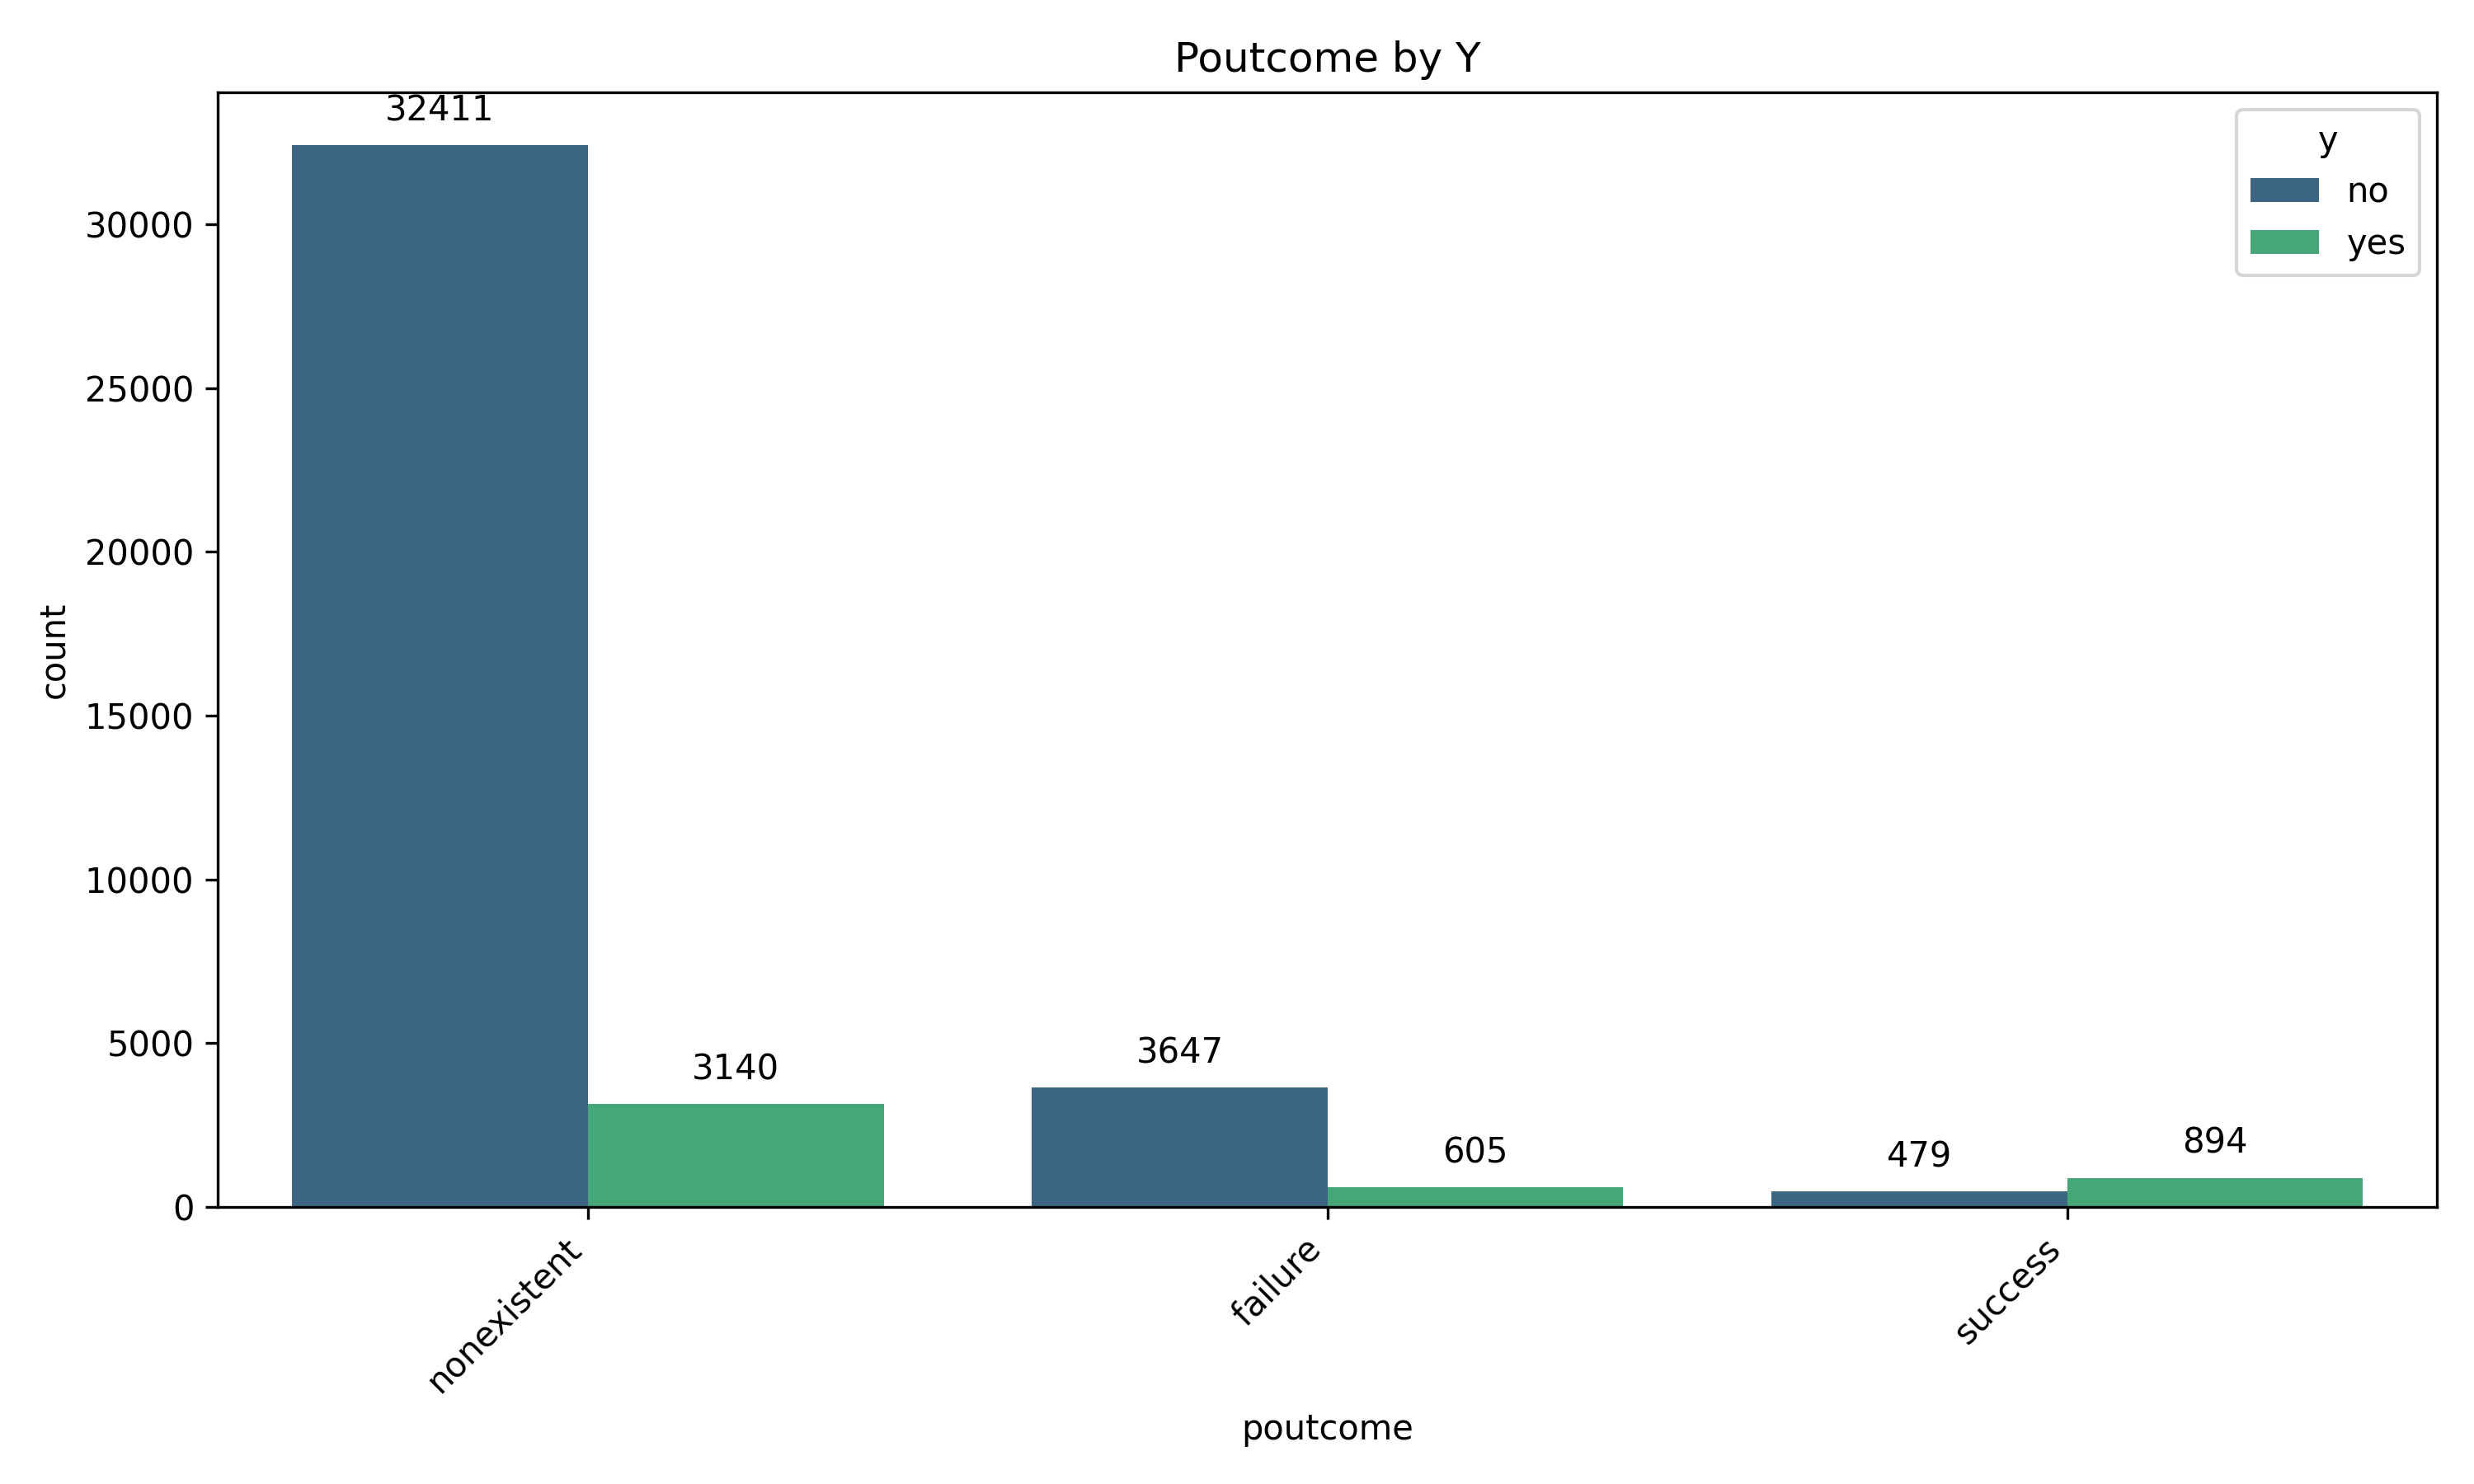 Poutcome by Y
32411
y
no
yes
30000
25000
20000
15000
10000
5000
0
count
3140
3647
605
479
894
nonexistent
failure
success
poutcome